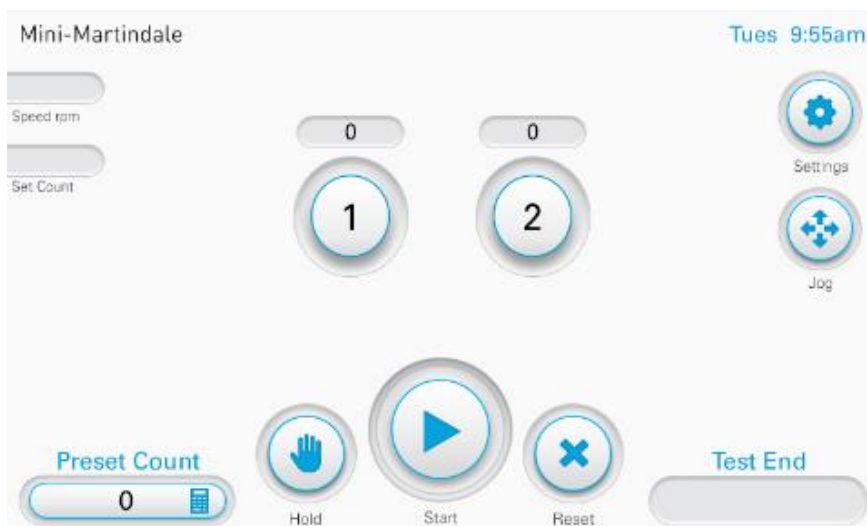 Mini-Martindale
Tues 9:55am
Speed rpm
Set Count
0
0
1
2
Settings
Jog
Preset Count
0
Hold
Start
Reset
Test End